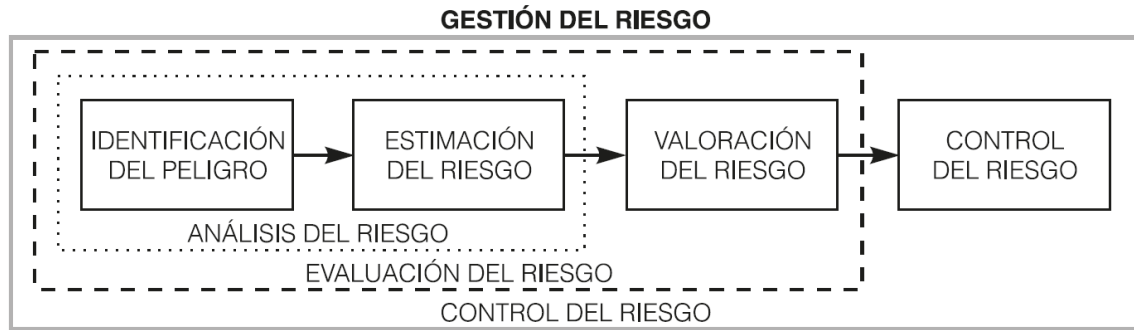 GESTIÓN DEL RIESGO
IDENTIFICACIÓN
DEL PELIGRO
ESTIMACIÓN
DEL RIESGO
VALORACIÓN
DEL RIESGO
CONTROL
DEL RIESGO
ANÁLISIS DEL RIESGO
EVALUACIÓN DEL RIESGO
CONTROL DEL RIESGO